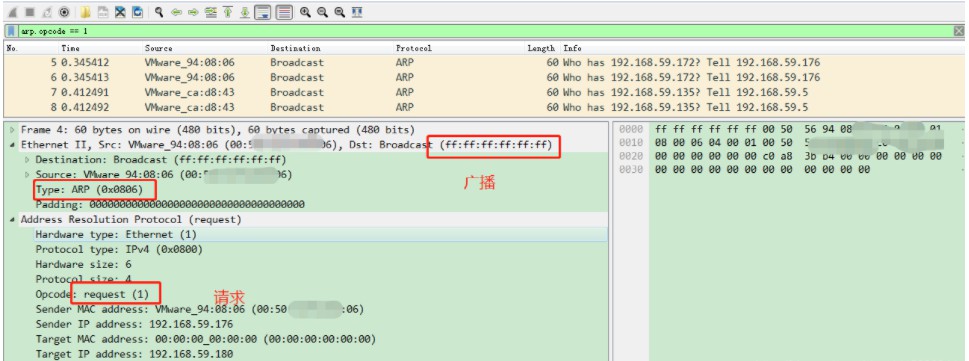 arp.opcode == 1
No. Time Source Destination Protocol Length Info
5 0.345412 VMware_94:08:06 Broadcast ARP 60 Who has 192.168.59.172? Tell 192.168.59.176
6 0.345413 VMware_94:08:06 Broadcast ARP 60 Who has 192.168.59.172? Tell 192.168.59.176
7 0.412491 VMware_ca:d8:43 Broadcast ARP 60 Who has 192.168.59.135? Tell 192.168.59.5
8 0.412492 VMware_ca:d8:43 Broadcast ARP 60 Who has 192.168.59.135? Tell 192.168.59.5
Frame 4: 60 bytes on wire (480 bits), 60 bytes captured (480 bits)
Ethernet II, Src: VMware_94:08:06 (00:5 06), Dst: Broadcast (ff:ff:ff:ff:ff:ff)
Destination: Broadcast (ff:ff:ff:ff:ff:ff)
广播
Source: VMware_94:08:06 (00: 06)
Type: ARP (0x0806)
Padding: 000000000000000000000000000000000000
Address Resolution Protocol (request)
Hardware type: Ethernet (1)
Protocol type: IPv4 (0x0800)
Hardware size: 6
Protocol size: 4
Opcode: request (1)
请求
Sender MAC address: VMware_94:08:06 (00:50 :06)
Sender IP address: 192.168.59.176
Target MAC address: 00:00:00_00:00:00 (00:00:00:00:00:00)
Target IP address: 192.168.59.180
0000 ff ff ff ff ff ff 00 50 56 94 08 01
0010 08 00 06 04 00 01 00 50
0020 00 00 00 00 00 00 c0 a8 3b b4 00 00 00 00 00 00
0030 00 00 00 00 00 00 00 00 00 00 00 00